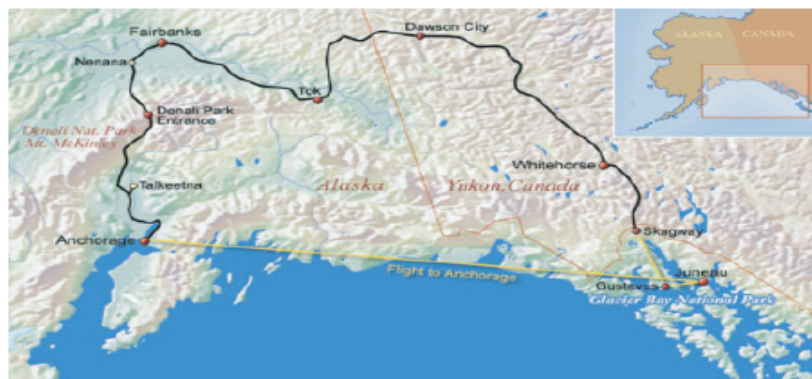 ALASKA
CANADA
Fairbanks
Dawson City
Nenana
Tok
Denali Park
Entrance
Denali Nat. Park
Mt. McKinley
Whitehorse
Talkeetna
Alaska
Yukon, Canada
Skagway
Anchorage
Flight to Anchorage
Juneau
Gustavus
Glacier Bay National Park